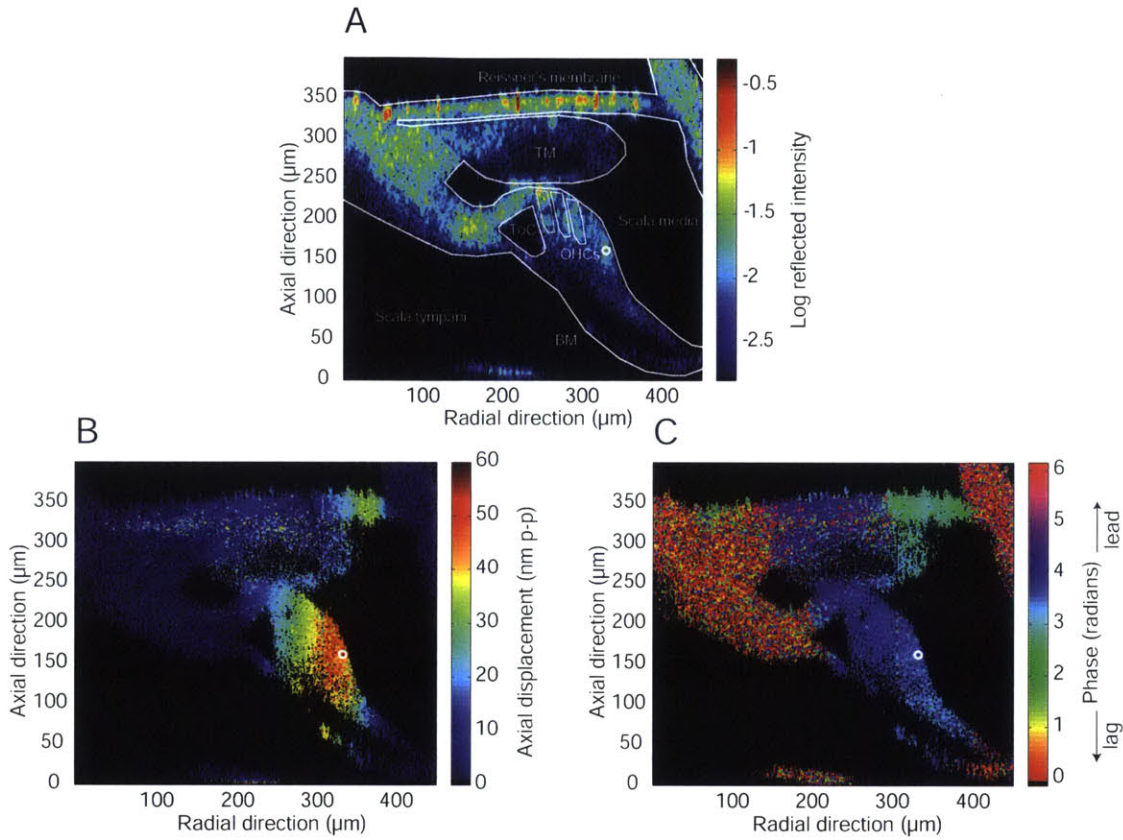 A
Reissner's membrane
TM
ToC
Scala media
OHCs
Scala tympani
BM
Axial direction (µm)
350
300
250
200
150
100
50
0
100
200
300
400
Radial direction (µm)
-0.5
-1
-1.5
-2
-2.5
Log reflected intensity
B
Axial direction (µm)
350
300
250
200
150
100
50
0
100
200
300
400
Radial direction (µm)
60
50
40
30
20
10
0
Axial displacement (nm p-p)
C
Axial direction (µm)
350
300
250
200
150
100
50
0
100
200
300
400
Radial direction (µm)
6
5
4
3
2
1
0
lag
Phase (radians)
lead